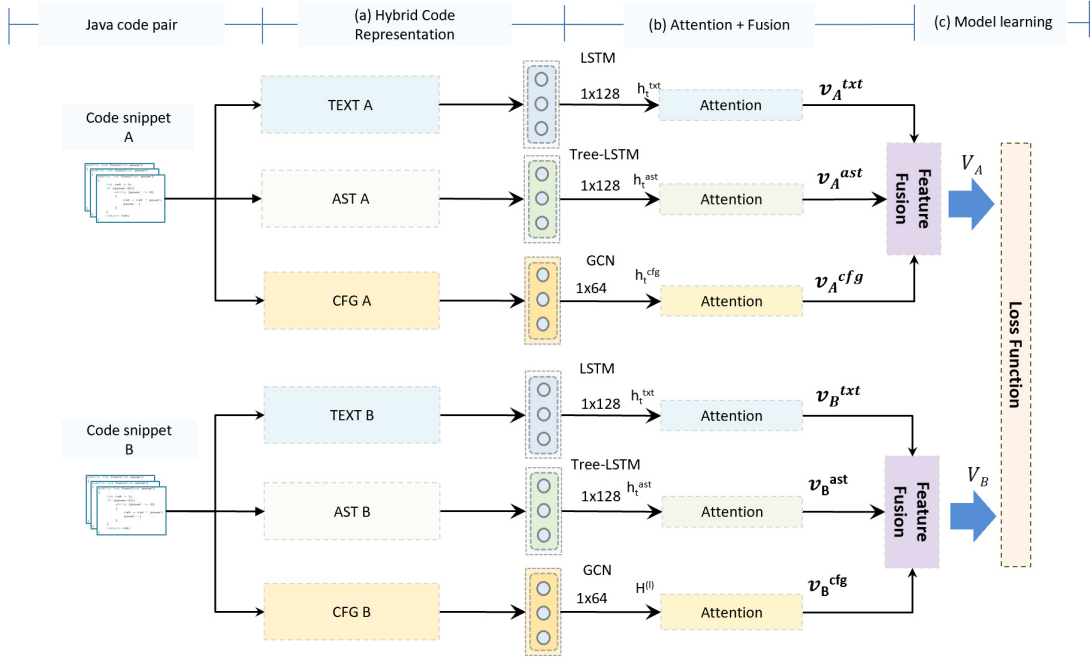 Java code pair
(a) Hybrid Code
Representation
(b) Attention + Fusion
(c) Model learning
Code snippet
A
TEXT A
LSTM
1x128
h_t^txt
Attention
v_A^txt
AST A
Tree-LSTM
1x128
h_t^ast
Attention
v_A^ast
CFG A
GCN
1x64
h_t^cfg
Attention
v_A^cfg
Feature
Fusion
V_A
Loss Function
Code snippet
B
TEXT B
LSTM
1x128
h_t^txt
Attention
v_B^txt
AST B
Tree-LSTM
1x128
h_t^ast
Attention
v_B^ast
CFG B
GCN
1x64
H^(l)
Attention
v_B^cfg
Feature
Fusion
V_B